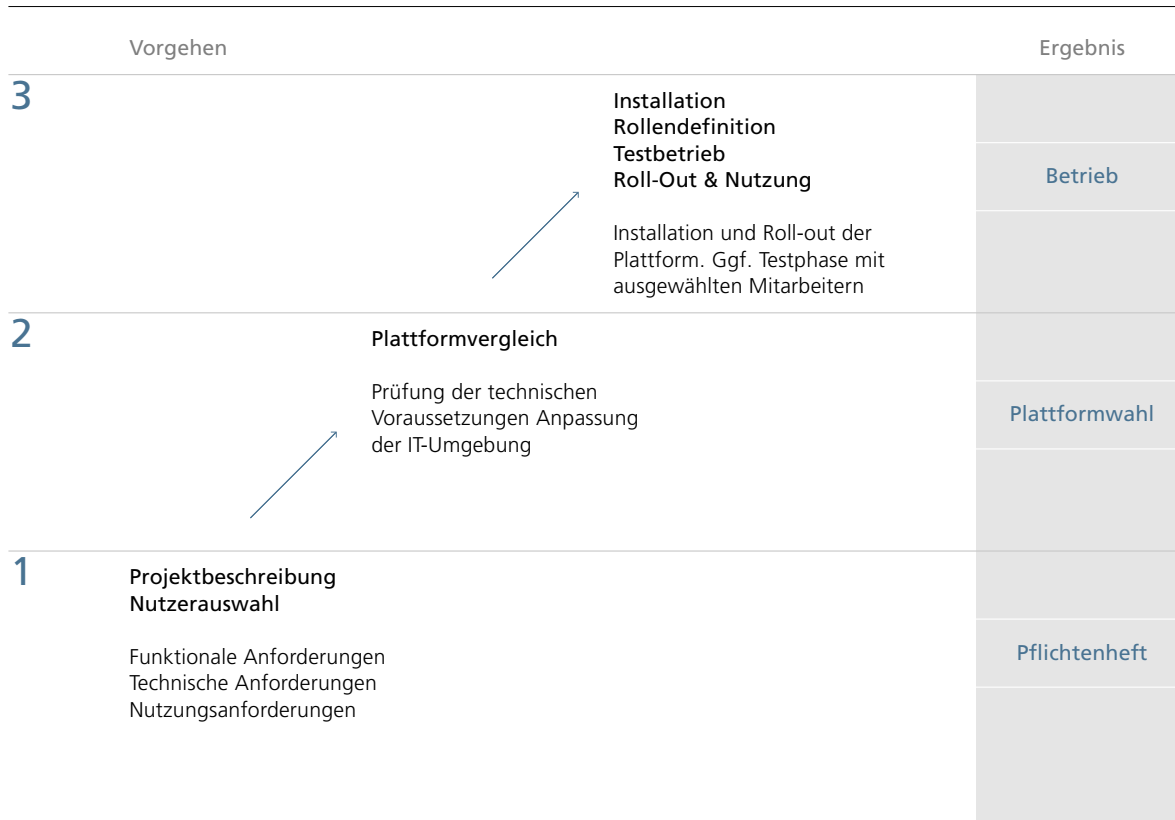 Vorgehen
Ergebnis
3
Installation
Rollendefinition
Testbetrieb
Roll-Out & Nutzung
Installation und Roll-out der
Plattform. Ggf. Testphase mit
ausgewählten Mitarbeitern
Betrieb
2
Plattformvergleich
Prüfung der technischen
Voraussetzungen Anpassung
der IT-Umgebung
Plattformwahl
1
Projektbeschreibung
Nutzerauswahl
Funktionale Anforderungen
Technische Anforderungen
Nutzungsanforderungen
Pflichtenheft